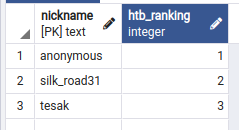 nickname htb_ranking
[PK] text integer
1 anonymous 1
2 silk_road31 2
3 tesak 3